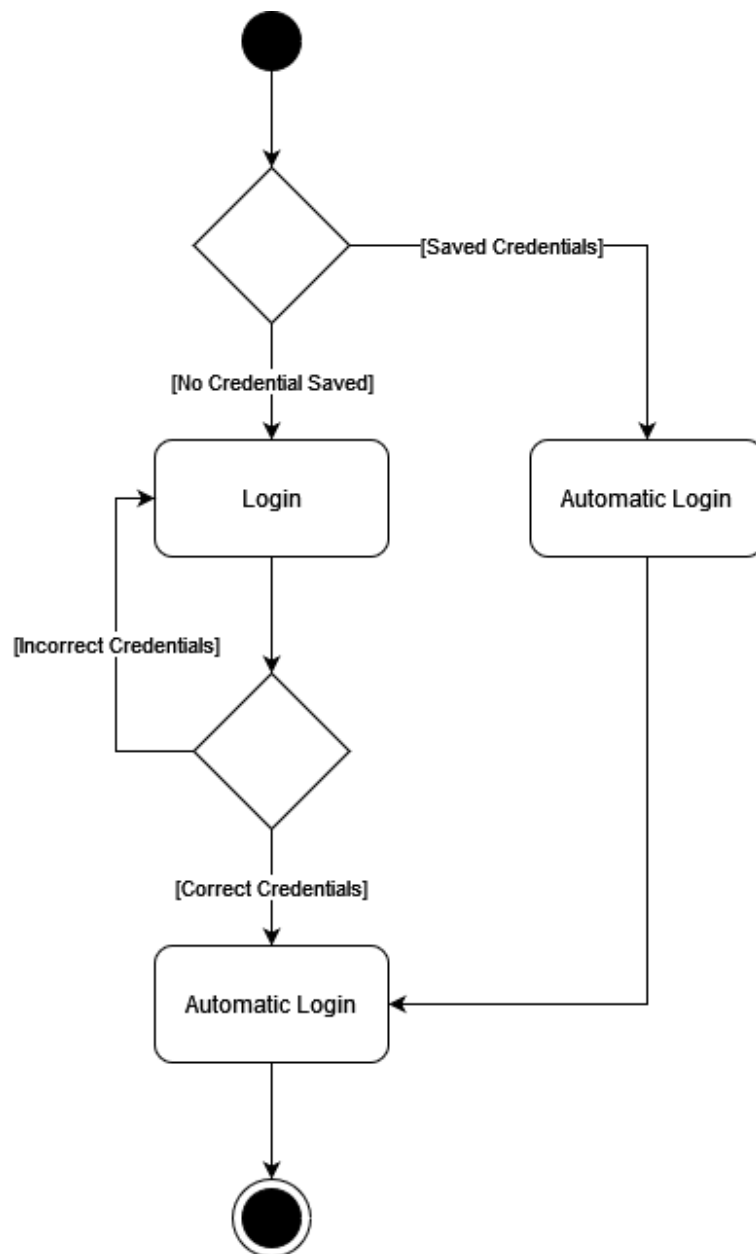 [Saved Credentials]
[No Credential Saved]
Login
Automatic Login
[Incorrect Credentials]
[Correct Credentials]
Automatic Login